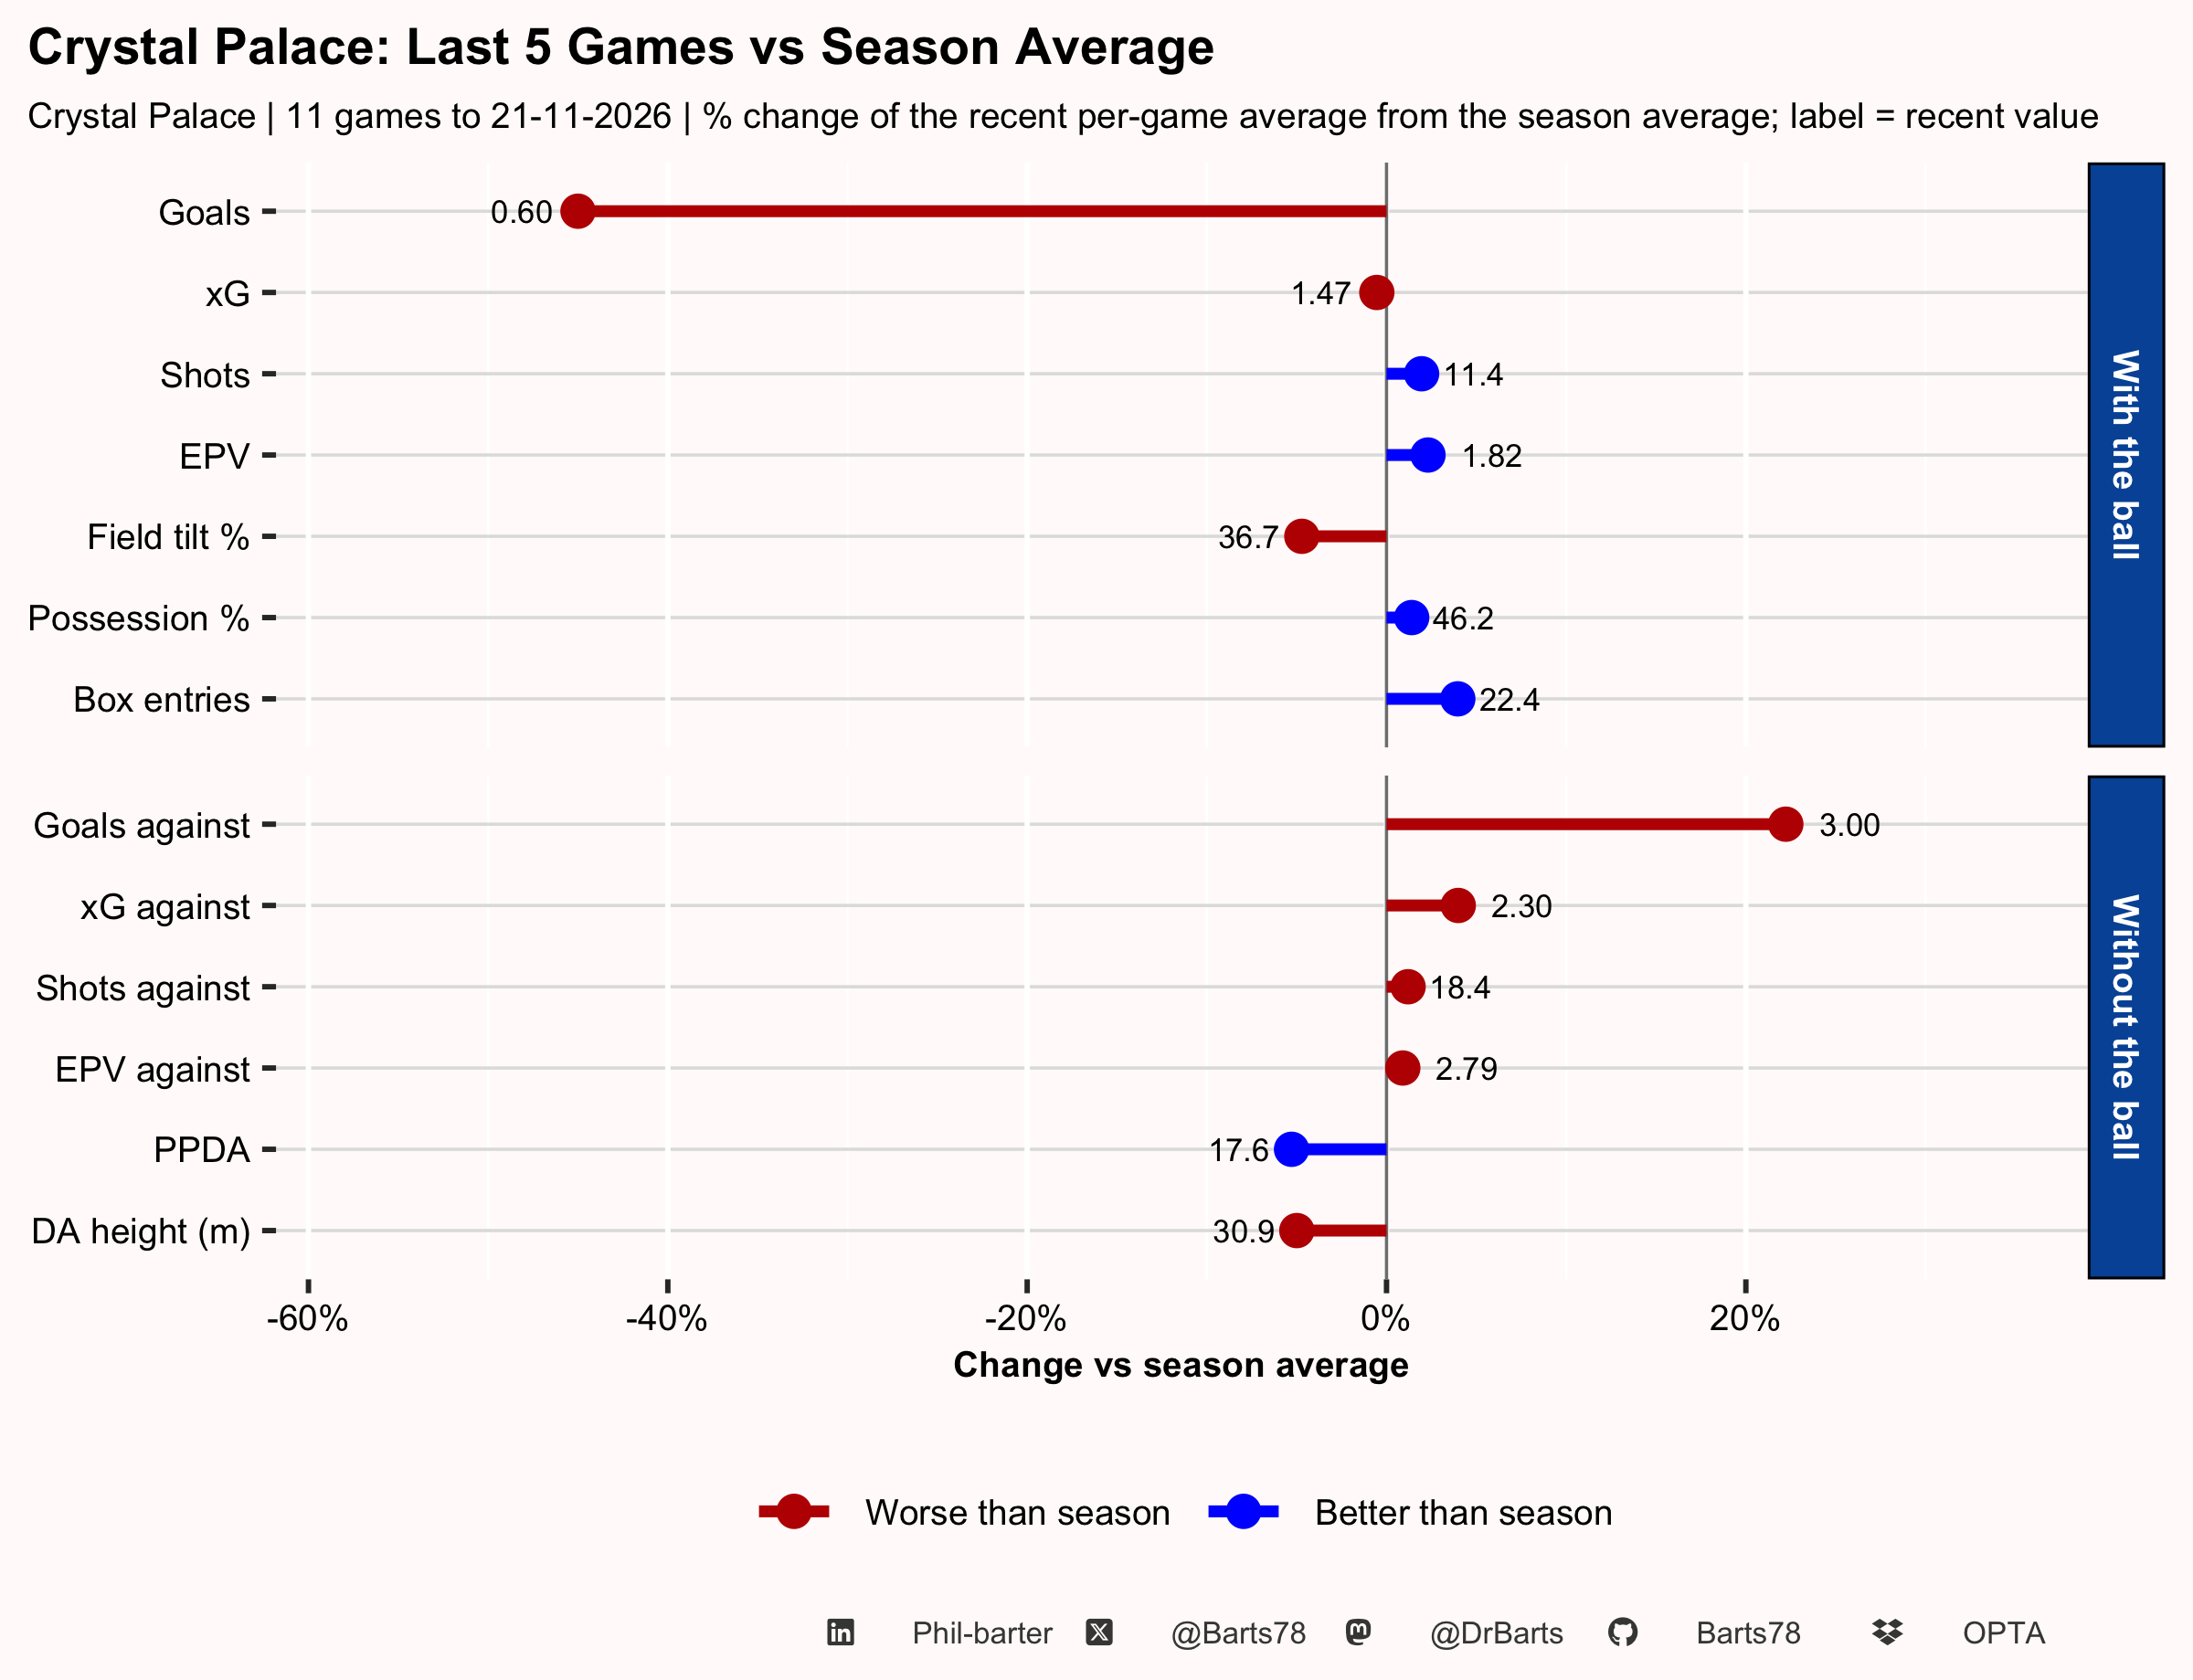 Crystal Palace: Last 5 Games vs Season Average
Crystal Palace | 11 games to 21-11-2026 | % change of the recent per-game average from the season average; label = recent value
Goals 0.60
xG 1.47
Shots 11.4
EPV 1.82
Field tilt % 36.7
Possession % 46.2
Box entries 22.4
With the ball
Goals against 3.00
xG against 2.30
Shots against 18.4
EPV against 2.79
PPDA 17.6
DA height (m) 30.9
Without the ball
-60% -40% -20% 0% 20%
Change vs season average
Worse than season Better than season
Phil-barter @Barts78 @DrBarts Barts78 OPTA